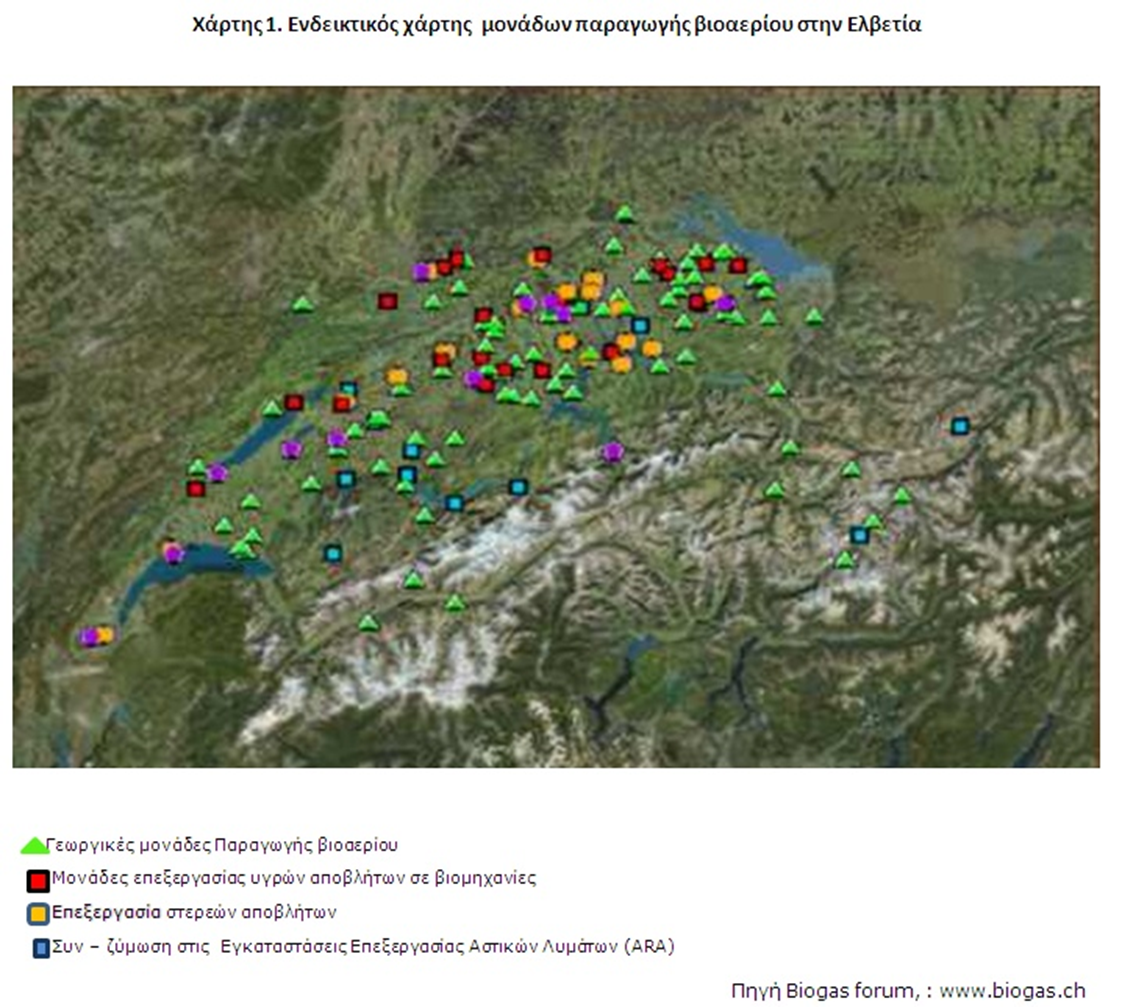 Χάρτης 1. Ενδεικτικός χάρτης μονάδων παραγωγής βιοαερίου στην Ελβετία
Γεωργικές μονάδες Παραγωγής βιοαερίου
Μονάδες επεξεργασίας υγρών αποβλήτων σε βιομηχανίες
Επεξεργασία στερεών αποβλήτων
Συν – ζύμωση στις Εγκαταστάσεις Επεξεργασίας Αστικών Λυμάτων (ARA)
Πηγή Biogas forum, : www.biogas.ch